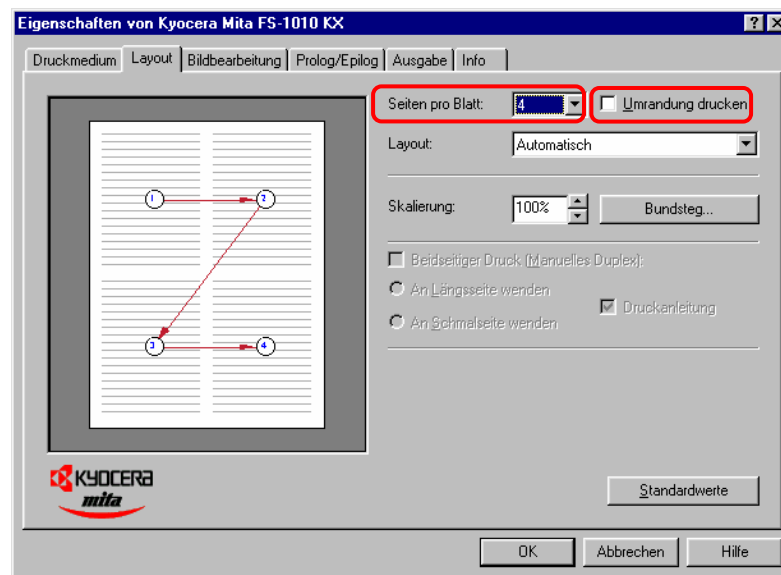 Eigenschaften von Kyocera Mita FS-1010 KX
Druckmedium Layout Bildbearbeitung Prolog/Epilog Ausgabe Info
Seiten pro Blatt: 4 Umrandung drucken
Layout: Automatisch
1 2
Skalierung: 100% Bundsteg...
Beidseitiger Druck (Manuelles Duplex):
An Längsseite wenden
Druckanleitung
An Schmalseite wenden
3 4
KYOCERA
mita
Standardwerte
OK Abbrechen Hilfe